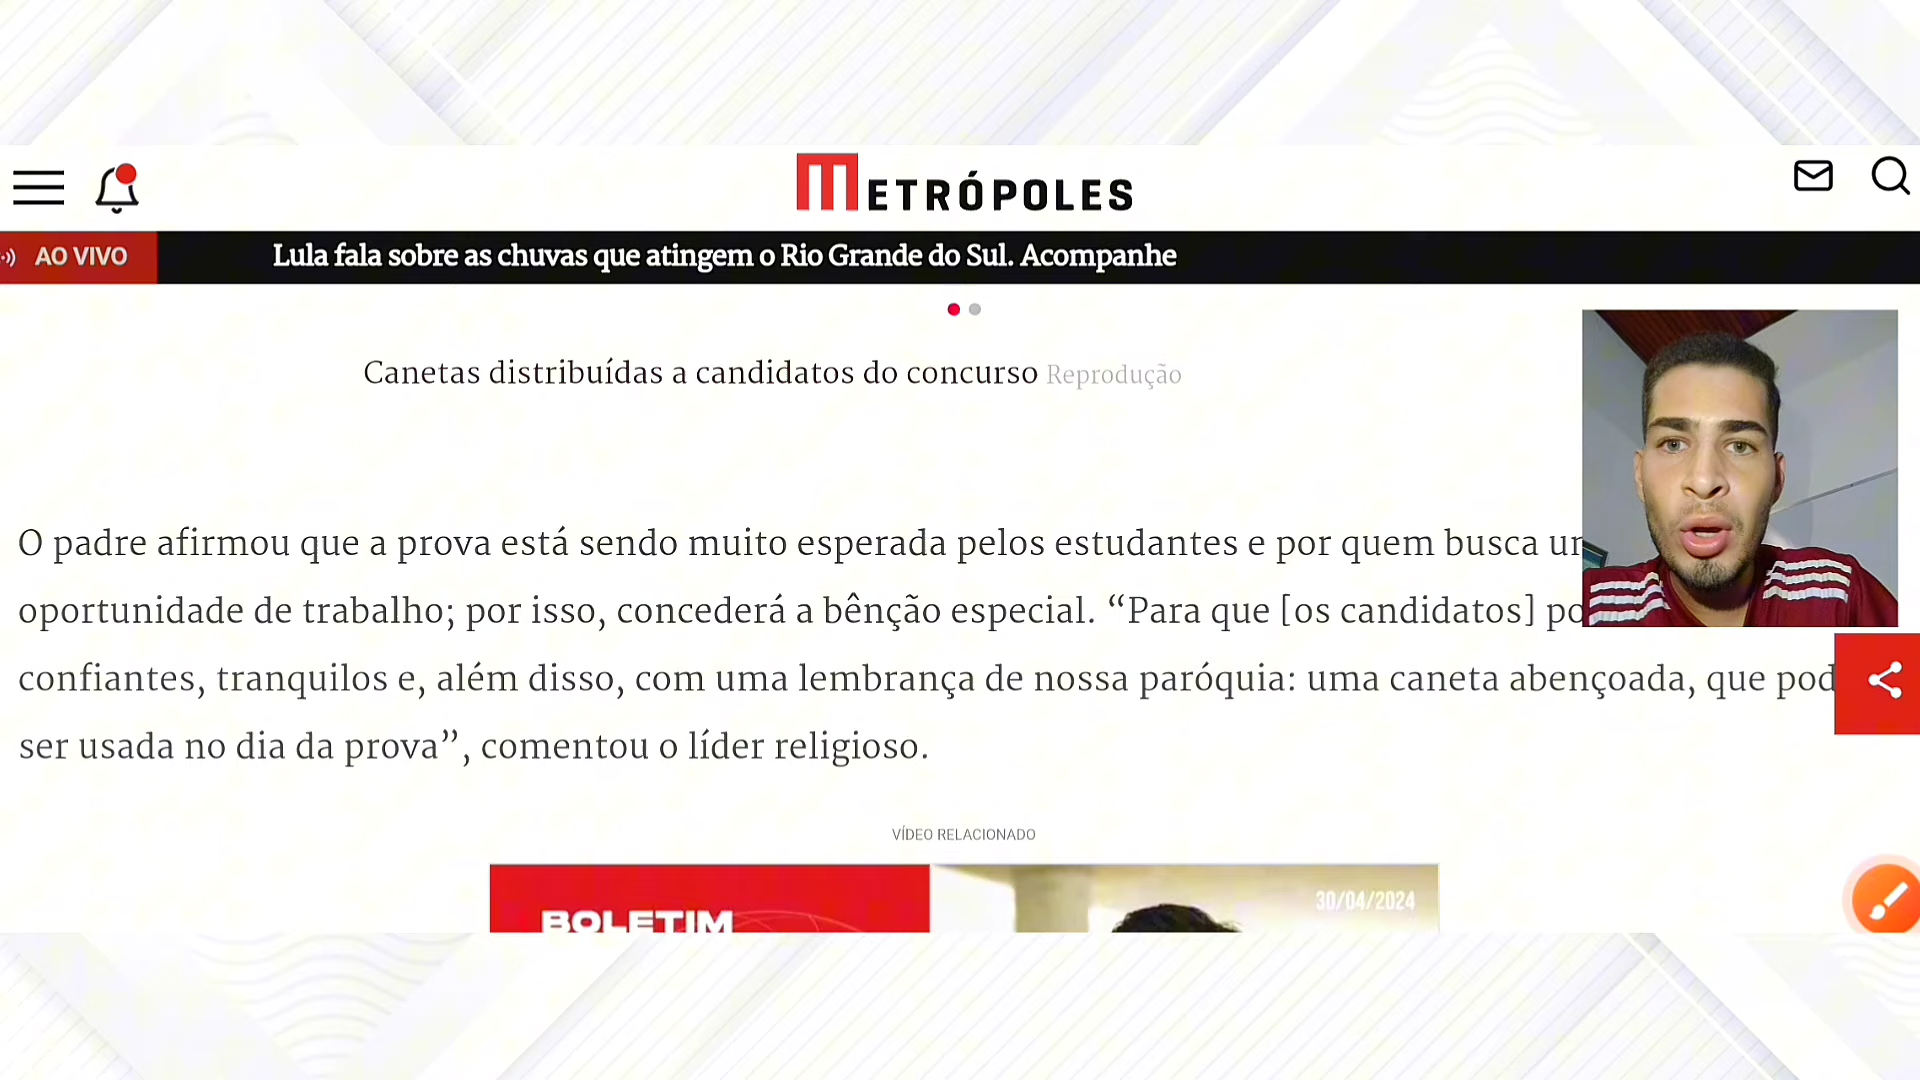 METRÓPOLES
AO VIVO
Lula fala sobre as chuvas que atingem o Rio Grande do Sul. Acompanhe
Canetas distribuídas a candidatos do concurso Reprodução
O padre afirmou que a prova está sendo muito esperada pelos estudantes e por quem busca
oportunidade de trabalho; por isso, concederá a bênção especial. “Para que [os candidatos]
confiantes, tranquilos e, além disso, com uma lembrança de nossa paróquia: uma caneta abençoada, que
ser usada no dia da prova”, comentou o líder religioso.
VÍDEO RELACIONADO
BOLETIM
30/04/2024